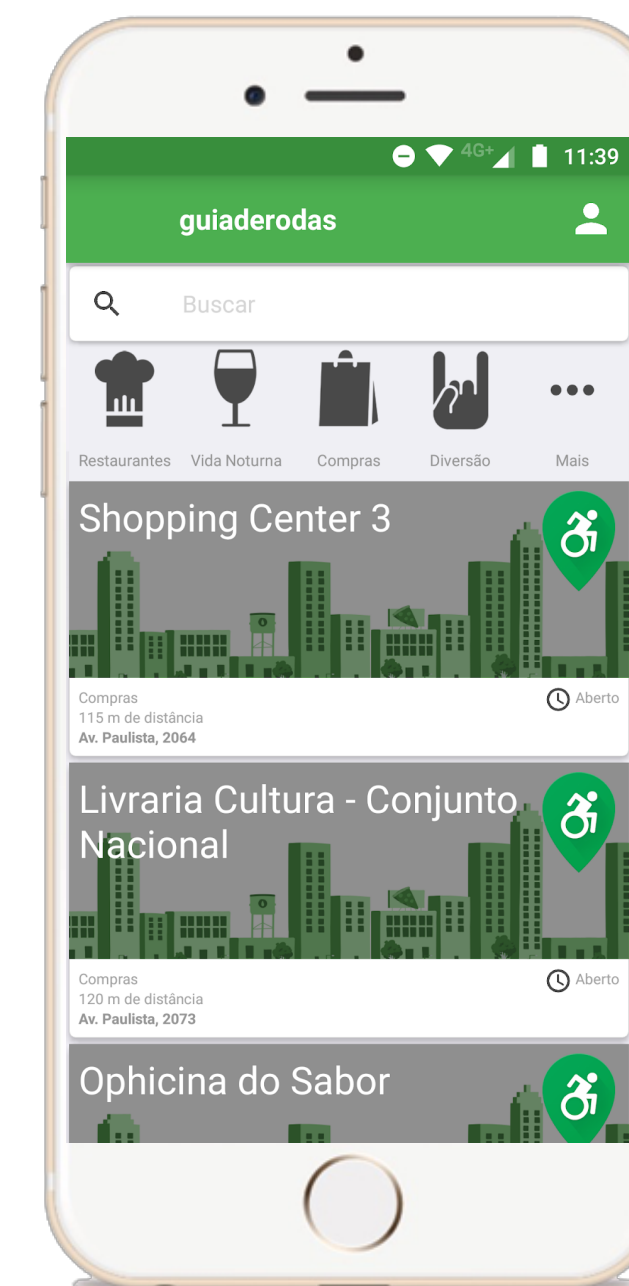 4G+ 11:39
guiaderodas
Buscar
Restaurantes Vida Noturna Compras Diversão Mais
Shopping Center 3
Compras
Aberto
115 m de distância
Av. Paulista, 2064
Livraria Cultura - Conjunto
Nacional
Compras
Aberto
120 m de distância
Av. Paulista, 2073
Ophicina do Sabor